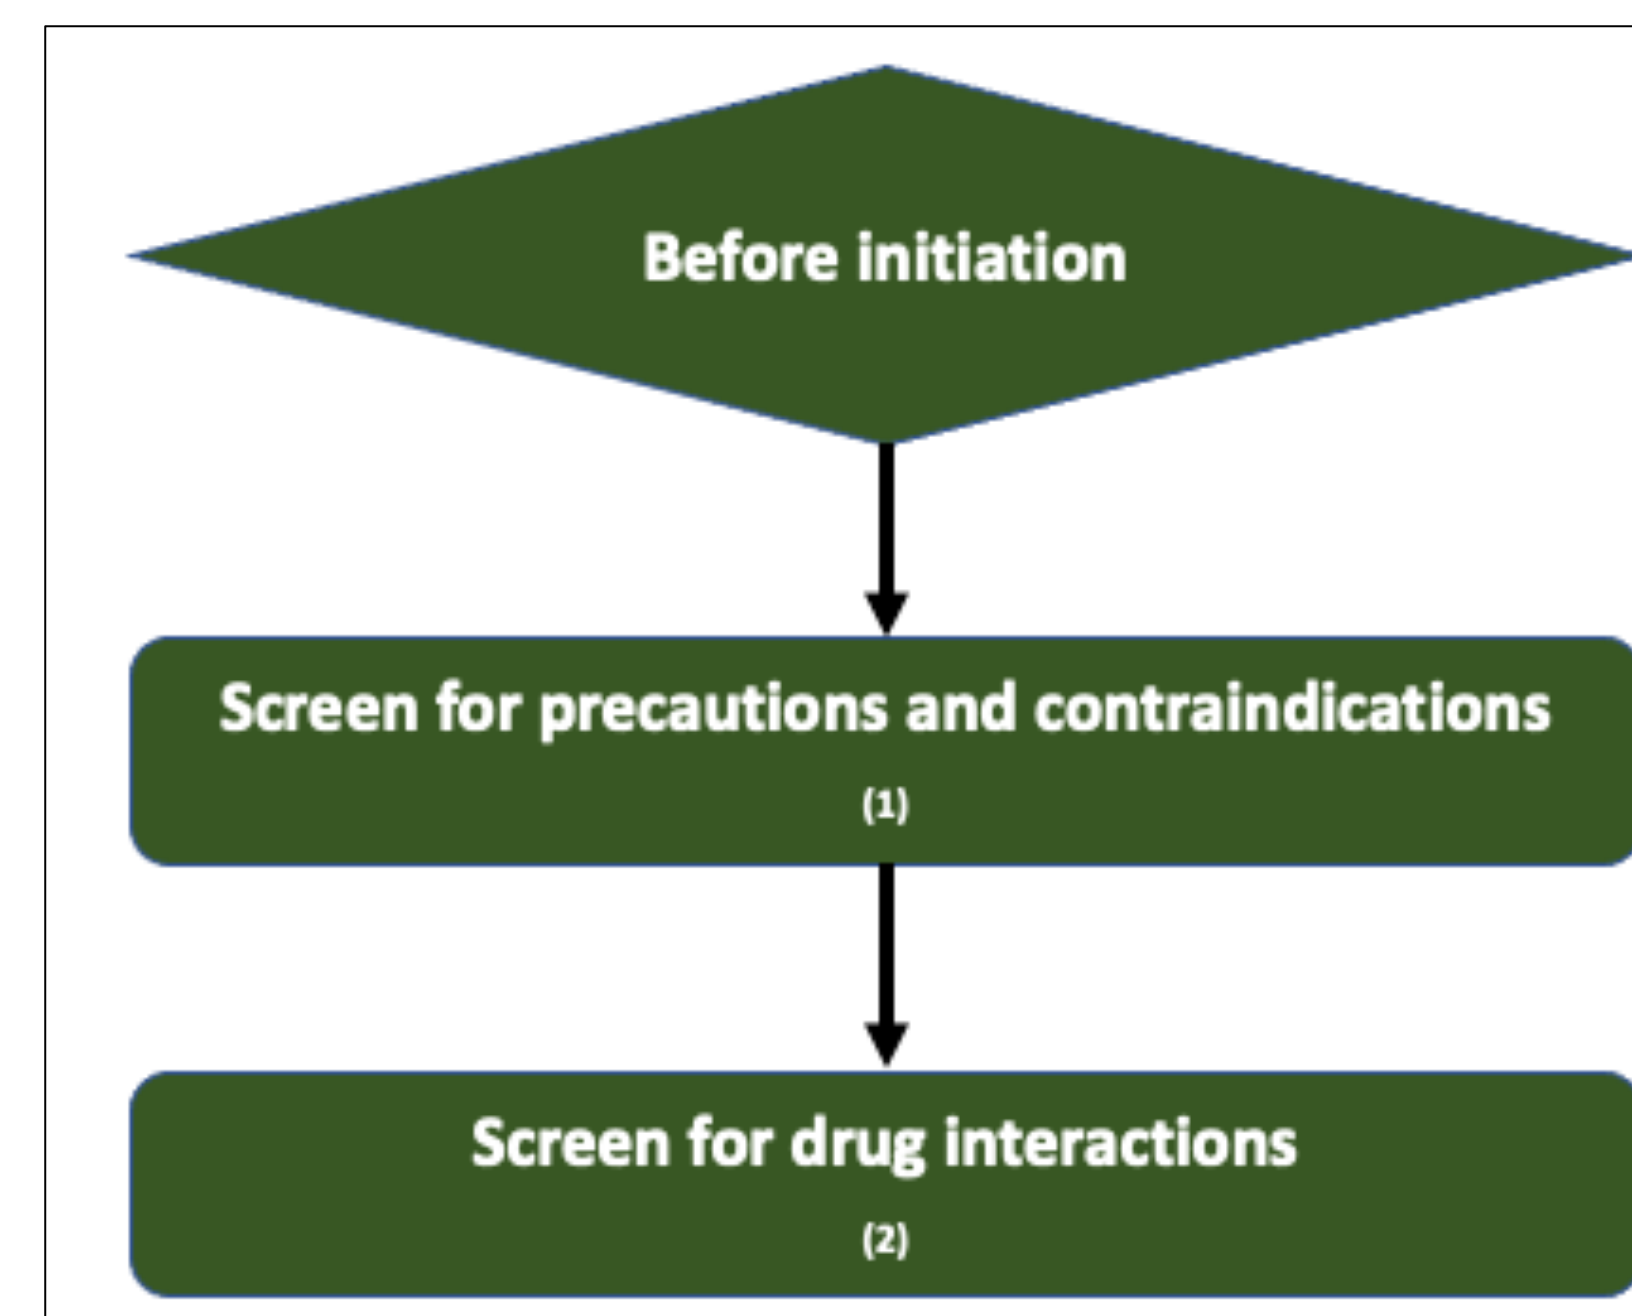 Before initiation
Screen for precautions and contraindications
(1)
Screen for drug interactions
(2)